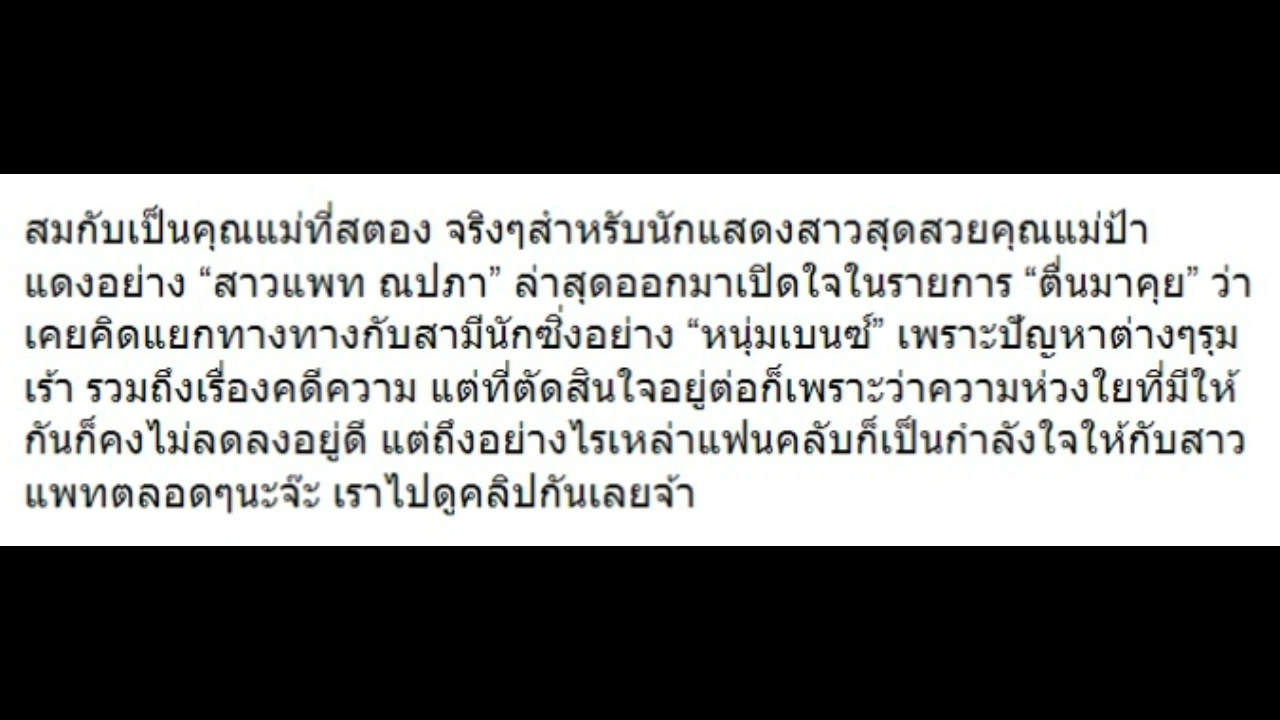 สมกับเป็นคุณแม่ที่สตอง จริงๆสำหรับนักแสดงสาวสุดสวยคุณแม่ป้า
แดงอย่าง “สาวแพท ณปภา” ล่าสุดออกมาเปิดใจในรายการ “ตื่นมาคุย” ว่า
เคยคิดแยกทางทางกับสามีนักซิ่งอย่าง “หนุ่มเบนซ์” เพราะปัญหาต่างๆรุม
เร้า รวมถึงเรื่องคดีความ แต่ที่ตัดสินใจอยู่ต่อก็เพราะว่าความห่วงใยที่มีให้
กันก็คงไม่ลดลงอยู่ดี แต่ถึงอย่างไรเหล่าแฟนคลับก็เป็นกำลังใจให้กับสาว
แพทตลอดๆนะจ๊ะ เราไปดูคลิปกันเลยจ้า